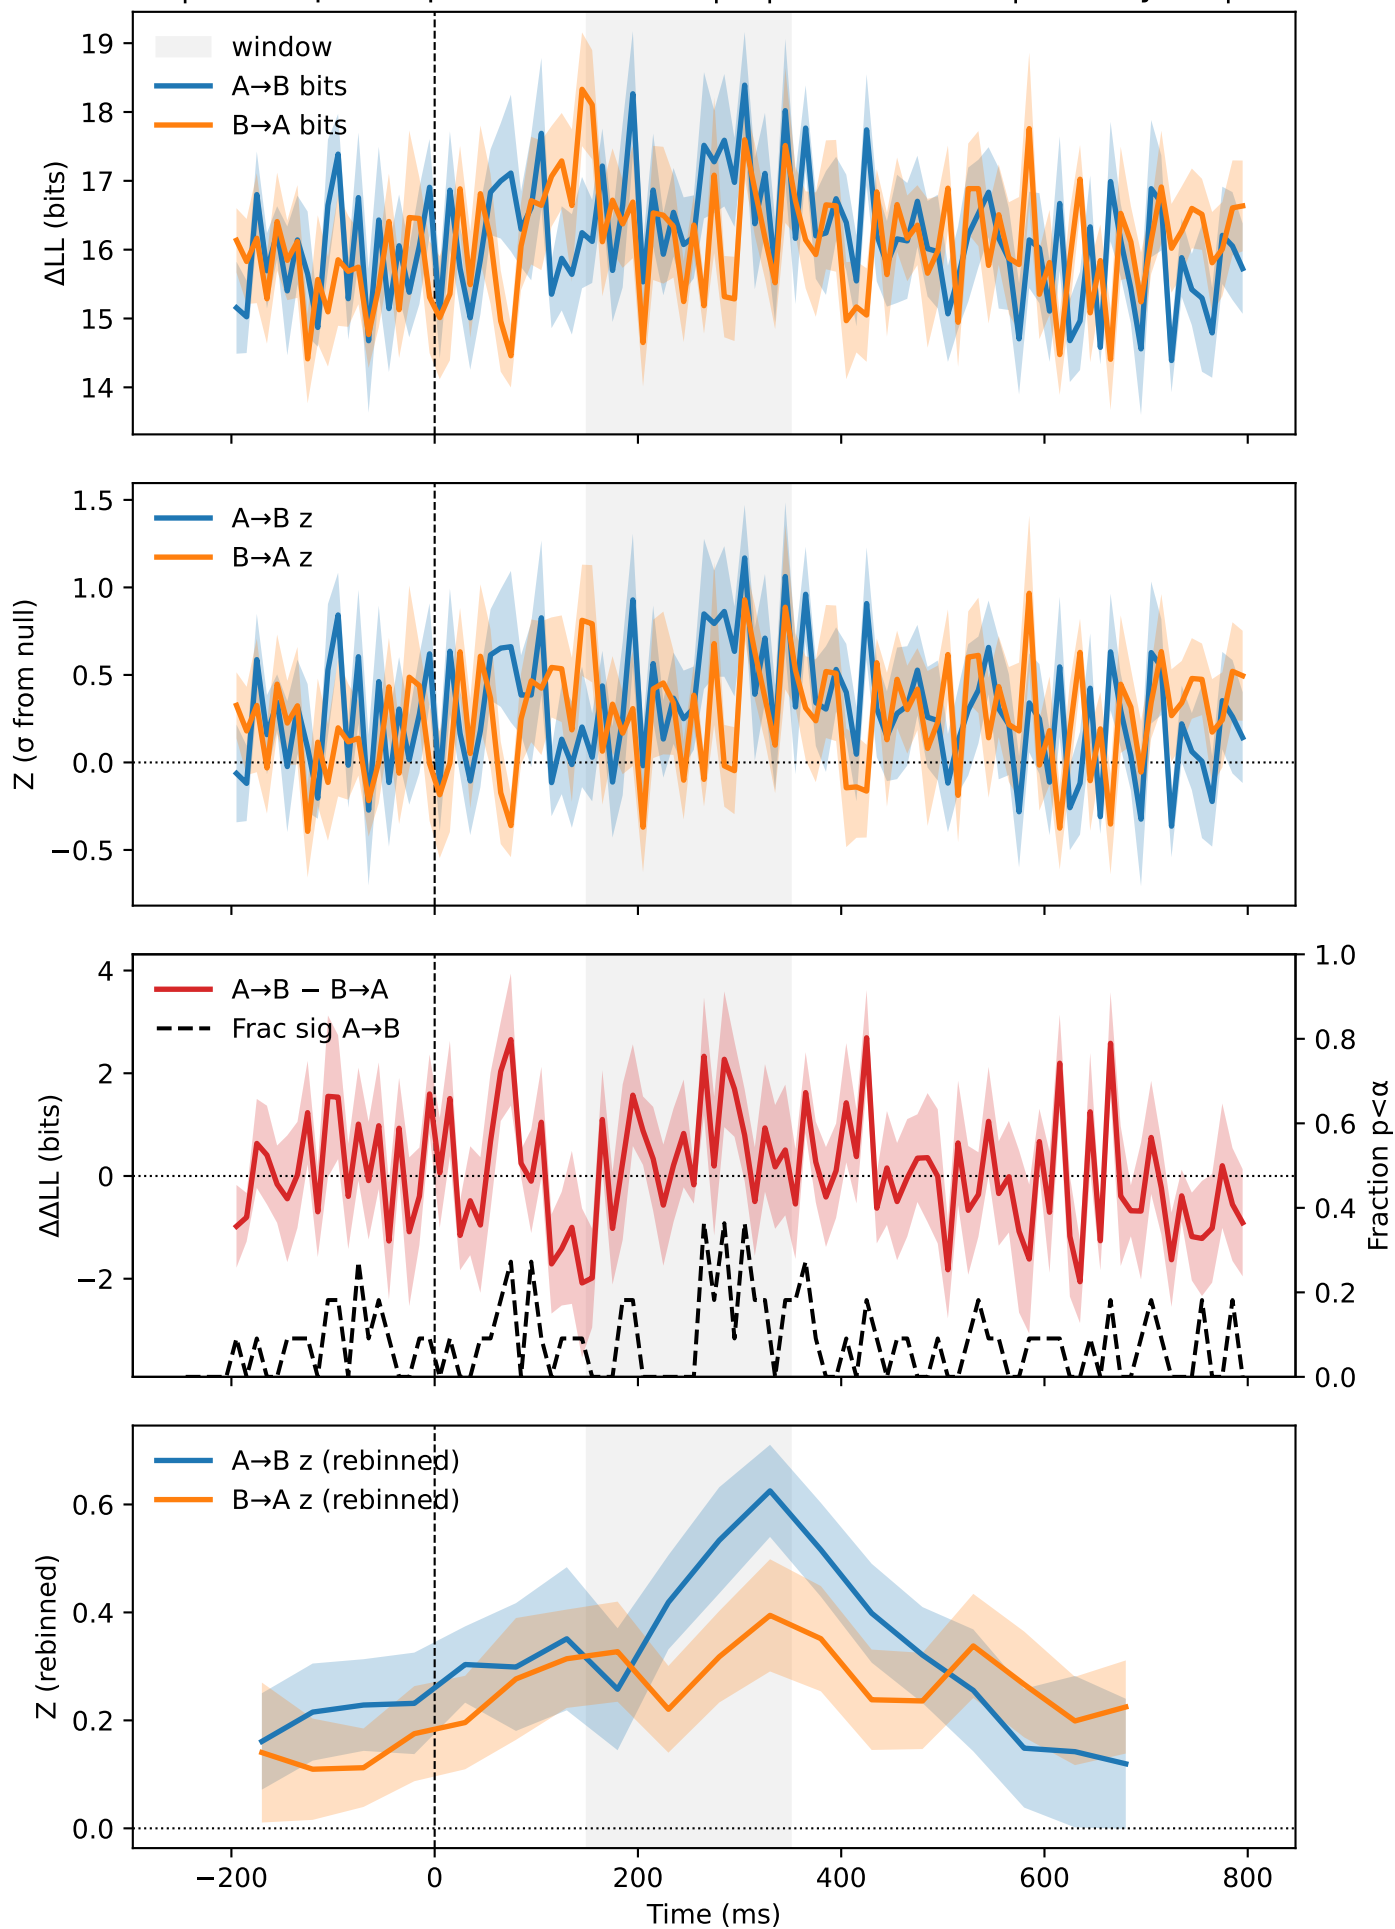 19
18
17
16
15
14
ΔLL (bits)
window
A→B bits
B→A bits
1.5
1.0
0.5
0.0
−0.5
Z (σ from null)
A→B z
B→A z
4
2
0
−2
ΔΔLL (bits)
A→B − B→A
Frac sig A→B
1.0
0.8
0.6
0.4
0.2
0.0
Fraction p<α
0.6
0.4
0.2
0.0
Z (rebinned)
A→B z (rebinned)
B→A z (rebinned)
−200 0 200 400 600 800
Time (ms)